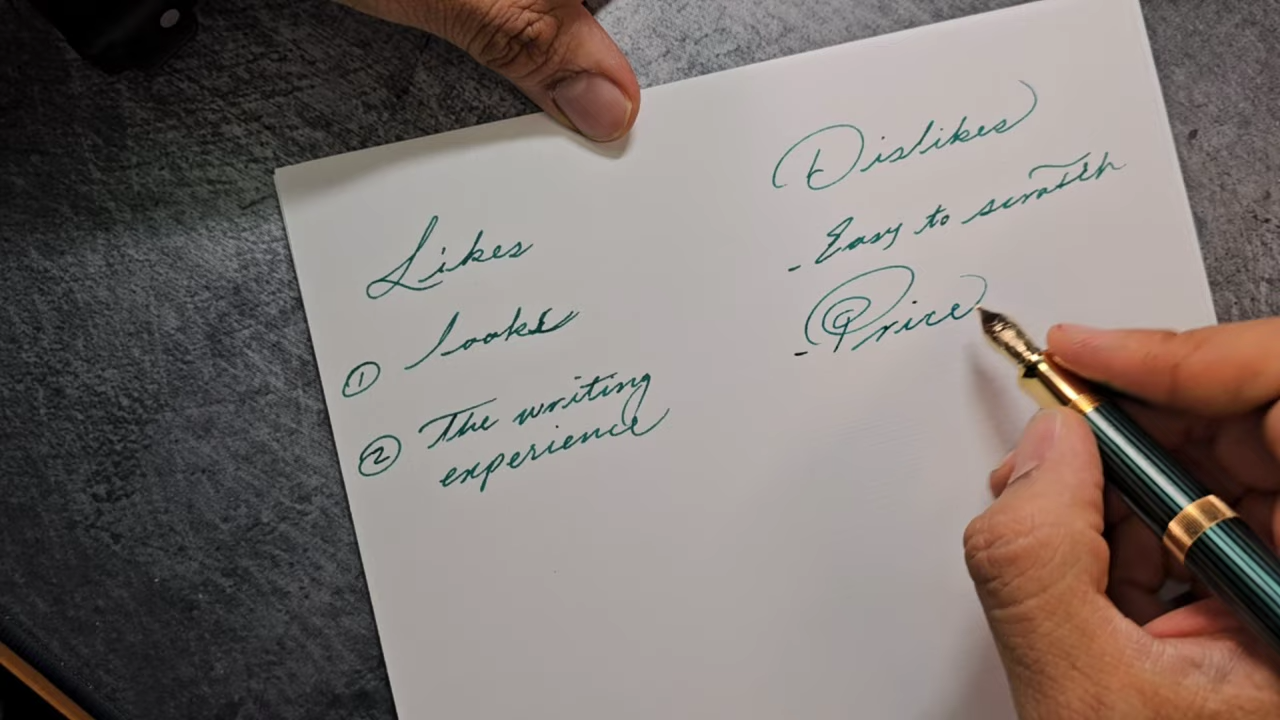 Likes
① looks
② The writing
experience
Dislikes
- Easy to scratch
- Price